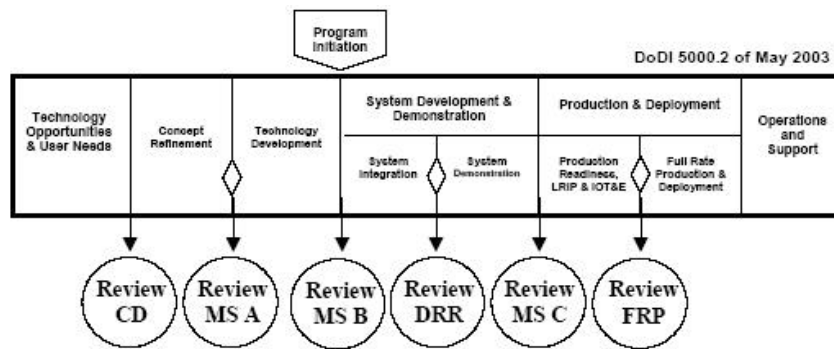 Program
Initiation
DoDI 5000.2 of May 2003
Technology
Opportunities
& User Needs
Concept
Refinement
Technology
Development
System Development &
Demonstration
System
Integration
System
Demonstration
Production & Deployment
Production
Readiness,
LRIP & IOT&E
Full Rate
Production &
Deployment
Operations
and
Support
Review
CD
Review
MS A
Review
MS B
Review
DRR
Review
MS C
Review
FRP